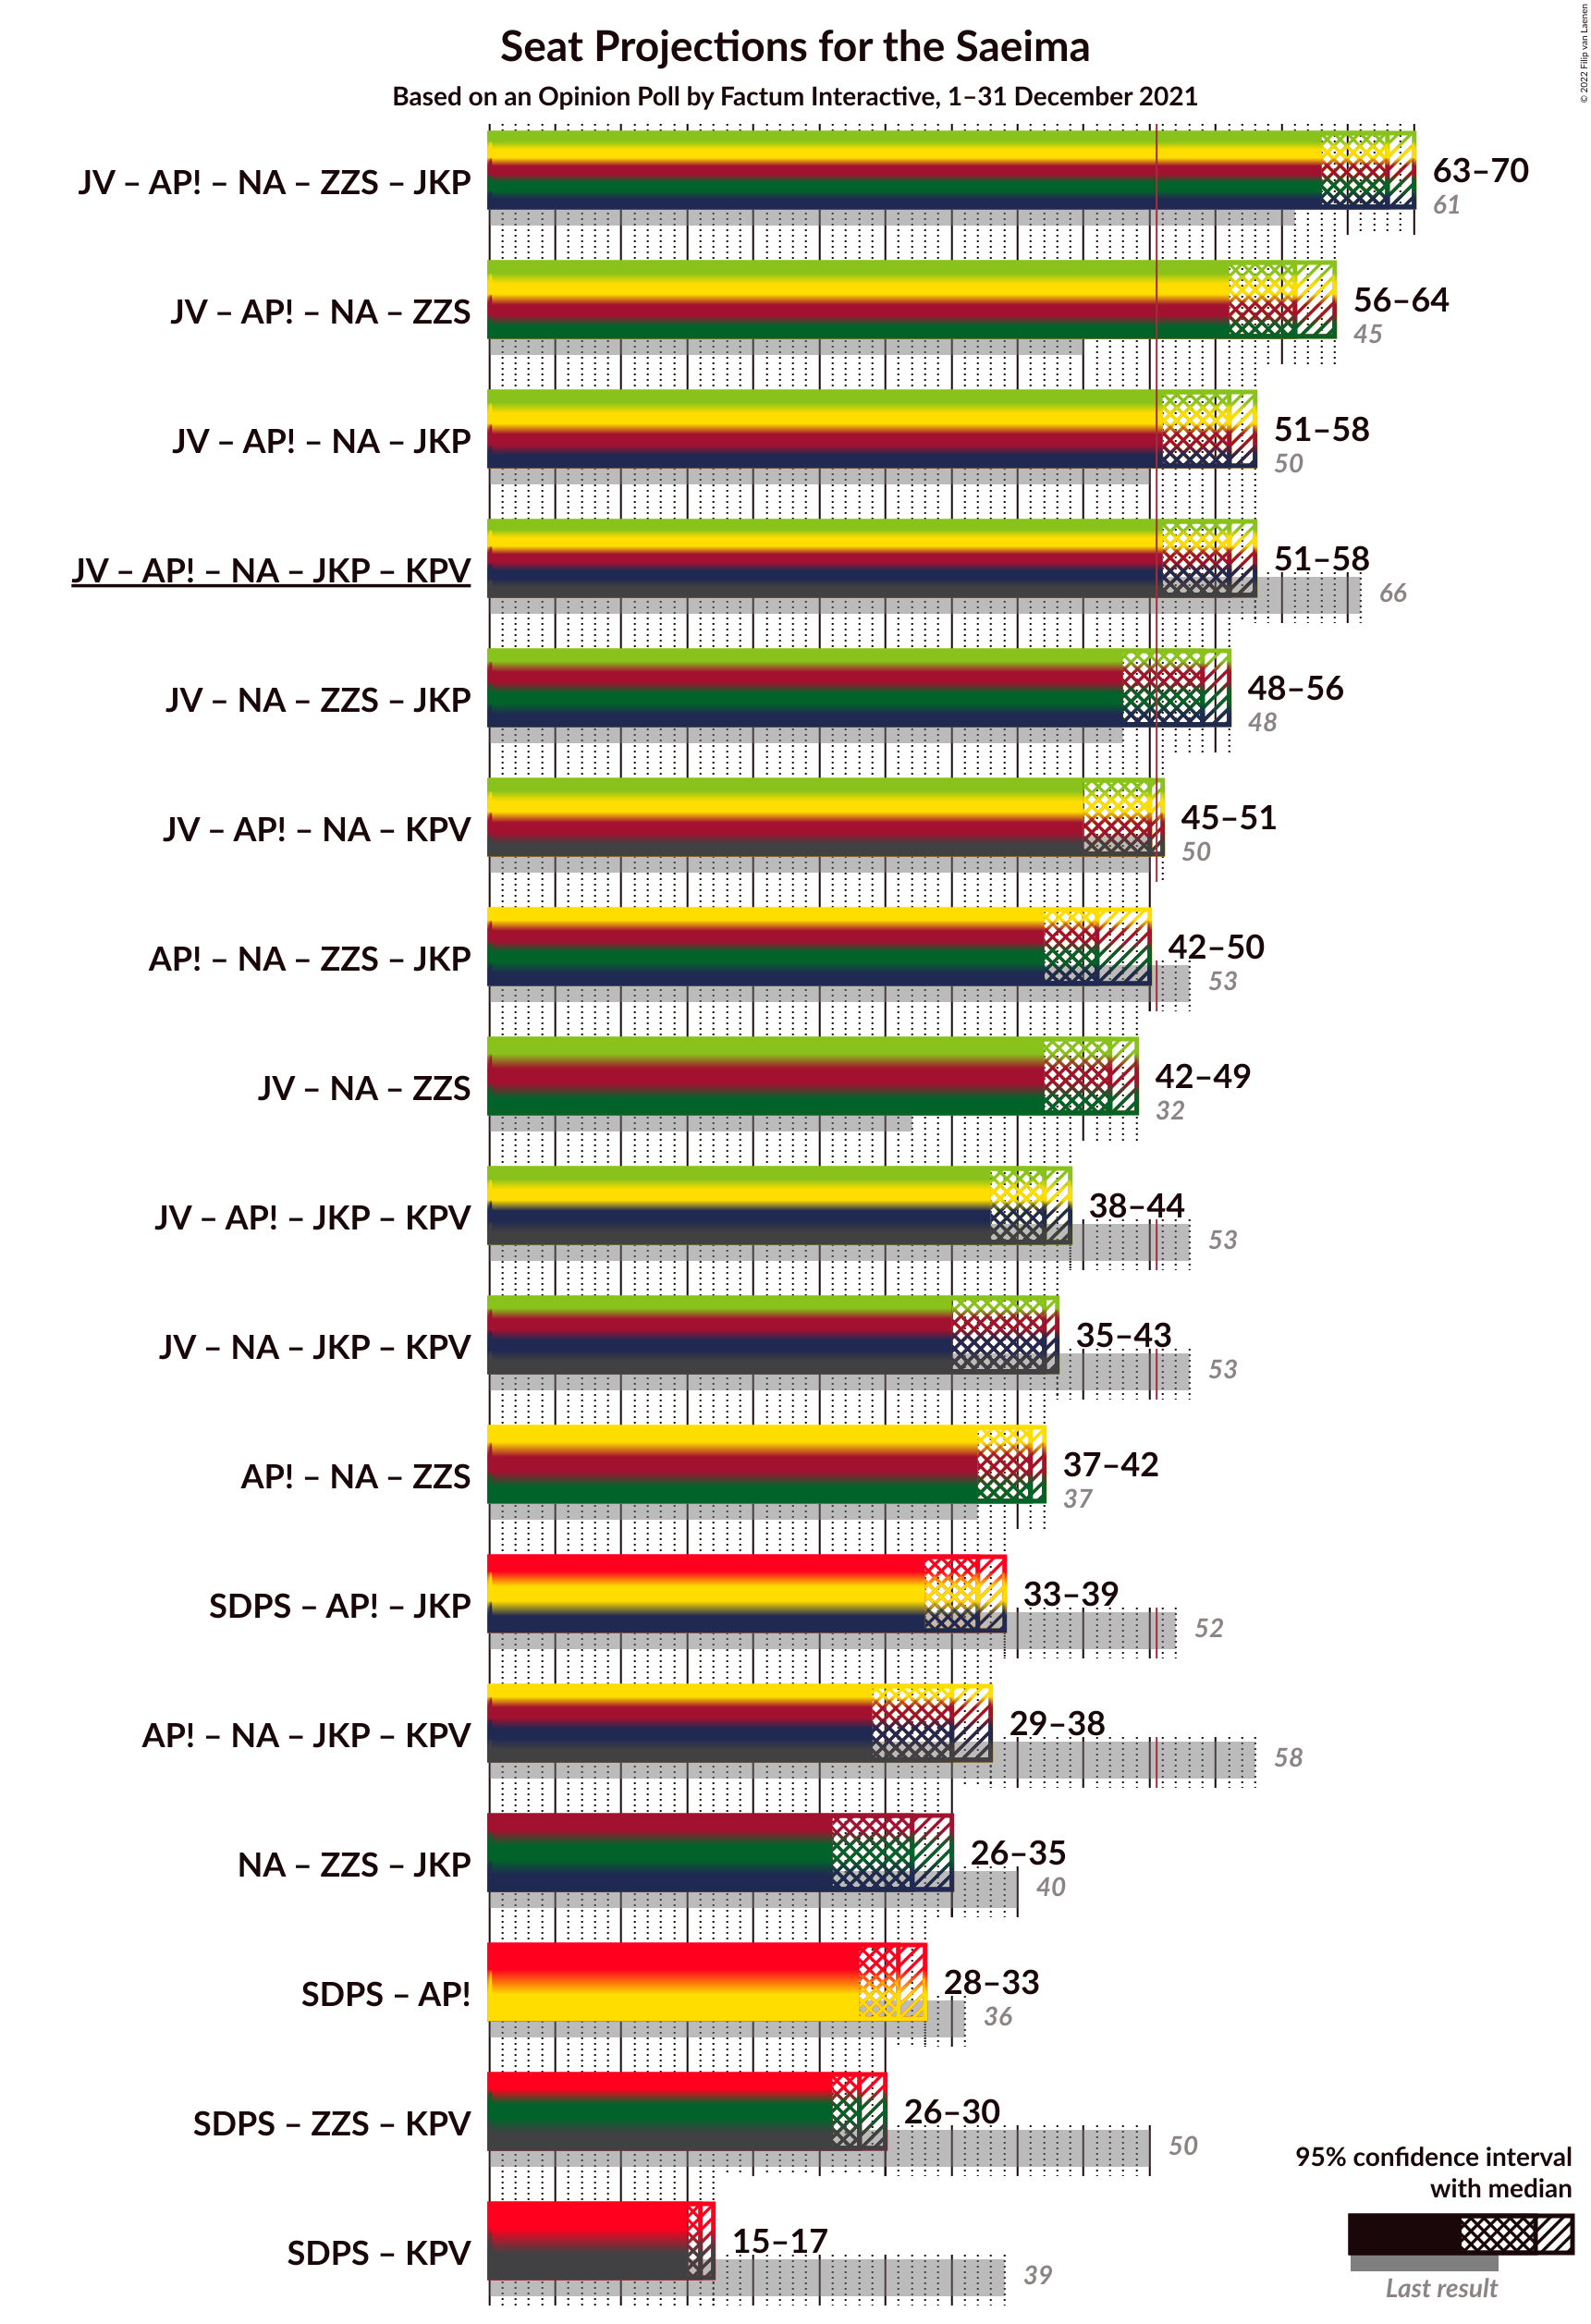 Seat Projections for the Saeima
Based on an Opinion Poll by Factum Interactive, 1–31 December 2021
© 2022 Filip van Laenen
JV – AP! – NA – ZZS – JKP
63–70
61
JV – AP! – NA – ZZS
56–64
45
JV – AP! – NA – JKP
51–58
50
JV – AP! – NA – JKP – KPV
51–58
66
JV – NA – ZZS – JKP
48–56
48
JV – AP! – NA – KPV
45–51
50
AP! – NA – ZZS – JKP
42–50
53
JV – NA – ZZS
42–49
32
JV – AP! – JKP – KPV
38–44
53
JV – NA – JKP – KPV
35–43
53
AP! – NA – ZZS
37–42
37
SDPS – AP! – JKP
33–39
52
AP! – NA – JKP – KPV
29–38
58
NA – ZZS – JKP
26–35
40
SDPS – AP!
28–33
36
SDPS – ZZS – KPV
26–30
50
SDPS – KPV
15–17
39
95% confidence interval
with median
Last result